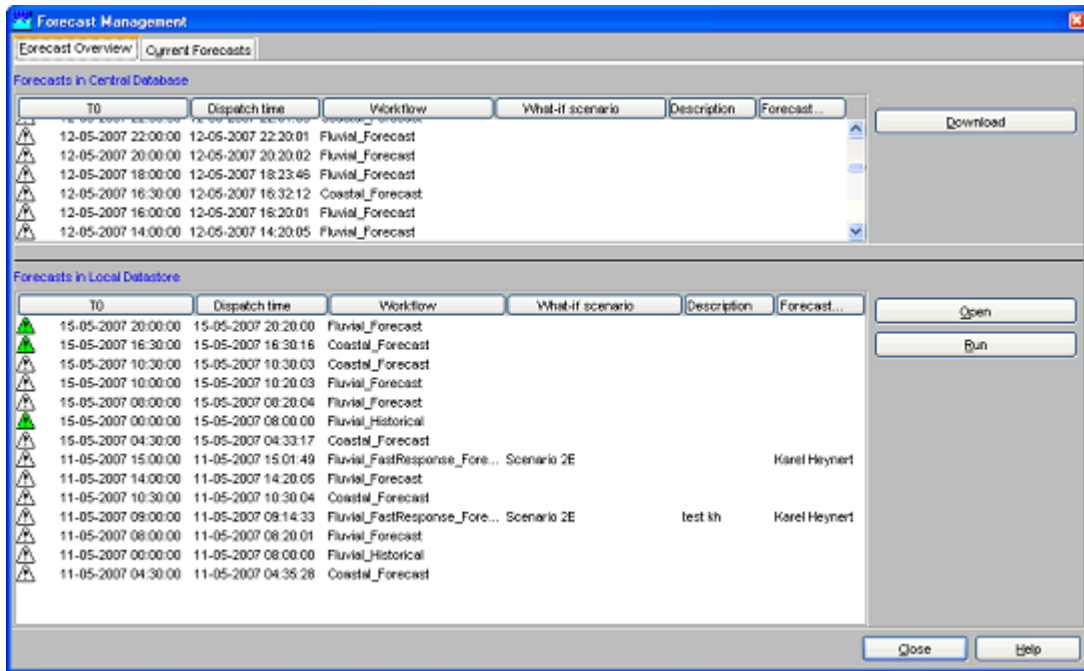 Forecast Management
Forecast Overview Current Forecasts
Forecasts in Central Database
T0 Dispatch time Workflow What-if scenario Description Forecast...
Download
12-05-2007 22:00:00 12-05-2007 22:20:01 Fluvial_Forecast
12-05-2007 20:00:00 12-05-2007 20:20:02 Fluvial_Forecast
12-05-2007 18:00:00 12-05-2007 18:23:46 Fluvial_Forecast
12-05-2007 16:30:00 12-05-2007 16:32:12 Coastal_Forecast
12-05-2007 16:00:00 12-05-2007 16:20:01 Fluvial_Forecast
12-05-2007 14:00:00 12-05-2007 14:20:05 Fluvial_Forecast
Forecasts in Local Datastore
T0 Dispatch time Workflow What-if scenario Description Forecast...
Open
Run
15-05-2007 20:00:00 15-05-2007 20:20:00 Fluvial_Forecast
15-05-2007 16:30:00 15-05-2007 16:30:16 Coastal_Forecast
15-05-2007 10:30:00 15-05-2007 10:30:03 Coastal_Forecast
15-05-2007 10:00:00 15-05-2007 10:20:03 Fluvial_Forecast
15-05-2007 08:00:00 15-05-2007 08:20:04 Fluvial_Forecast
15-05-2007 00:00:00 15-05-2007 08:00:00 Fluvial_Historical
15-05-2007 04:30:00 15-05-2007 04:33:17 Coastal_Forecast
11-05-2007 15:00:00 11-05-2007 15:01:49 Fluvial_FastResponse_Fore... Scenario 2E Karel Heynert
11-05-2007 14:00:00 11-05-2007 14:20:05 Fluvial_Forecast
11-05-2007 10:30:00 11-05-2007 10:30:04 Coastal_Forecast
11-05-2007 09:00:00 11-05-2007 09:14:33 Fluvial_FastResponse_Fore... Scenario 2E test kh Karel Heynert
11-05-2007 08:00:00 11-05-2007 08:20:01 Fluvial_Forecast
11-05-2007 00:00:00 11-05-2007 08:00:00 Fluvial_Historical
11-05-2007 04:30:00 11-05-2007 04:35:28 Coastal_Forecast
Close Help